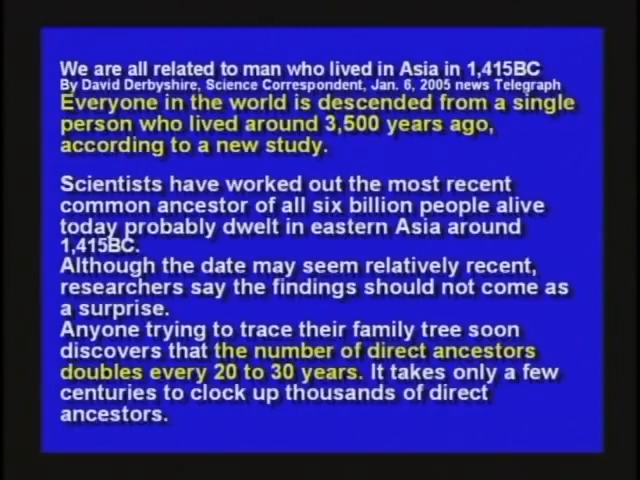 We are all related to man who lived in Asia in 1,415BC
By David Derbyshire, Science Correspondent, Jan. 6, 2005 news Telegraph
Everyone in the world is descended from a single
person who lived around 3,500 years ago,
according to a new study.
Scientists have worked out the most recent
common ancestor of all six billion people alive
today probably dwelt in eastern Asia around
1,415BC.
Although the date may seem relatively recent,
researchers say the findings should not come as
a surprise.
Anyone trying to trace their family tree soon
discovers that the number of direct ancestors
doubles every 20 to 30 years. It takes only a few
centuries to clock up thousands of direct
ancestors.